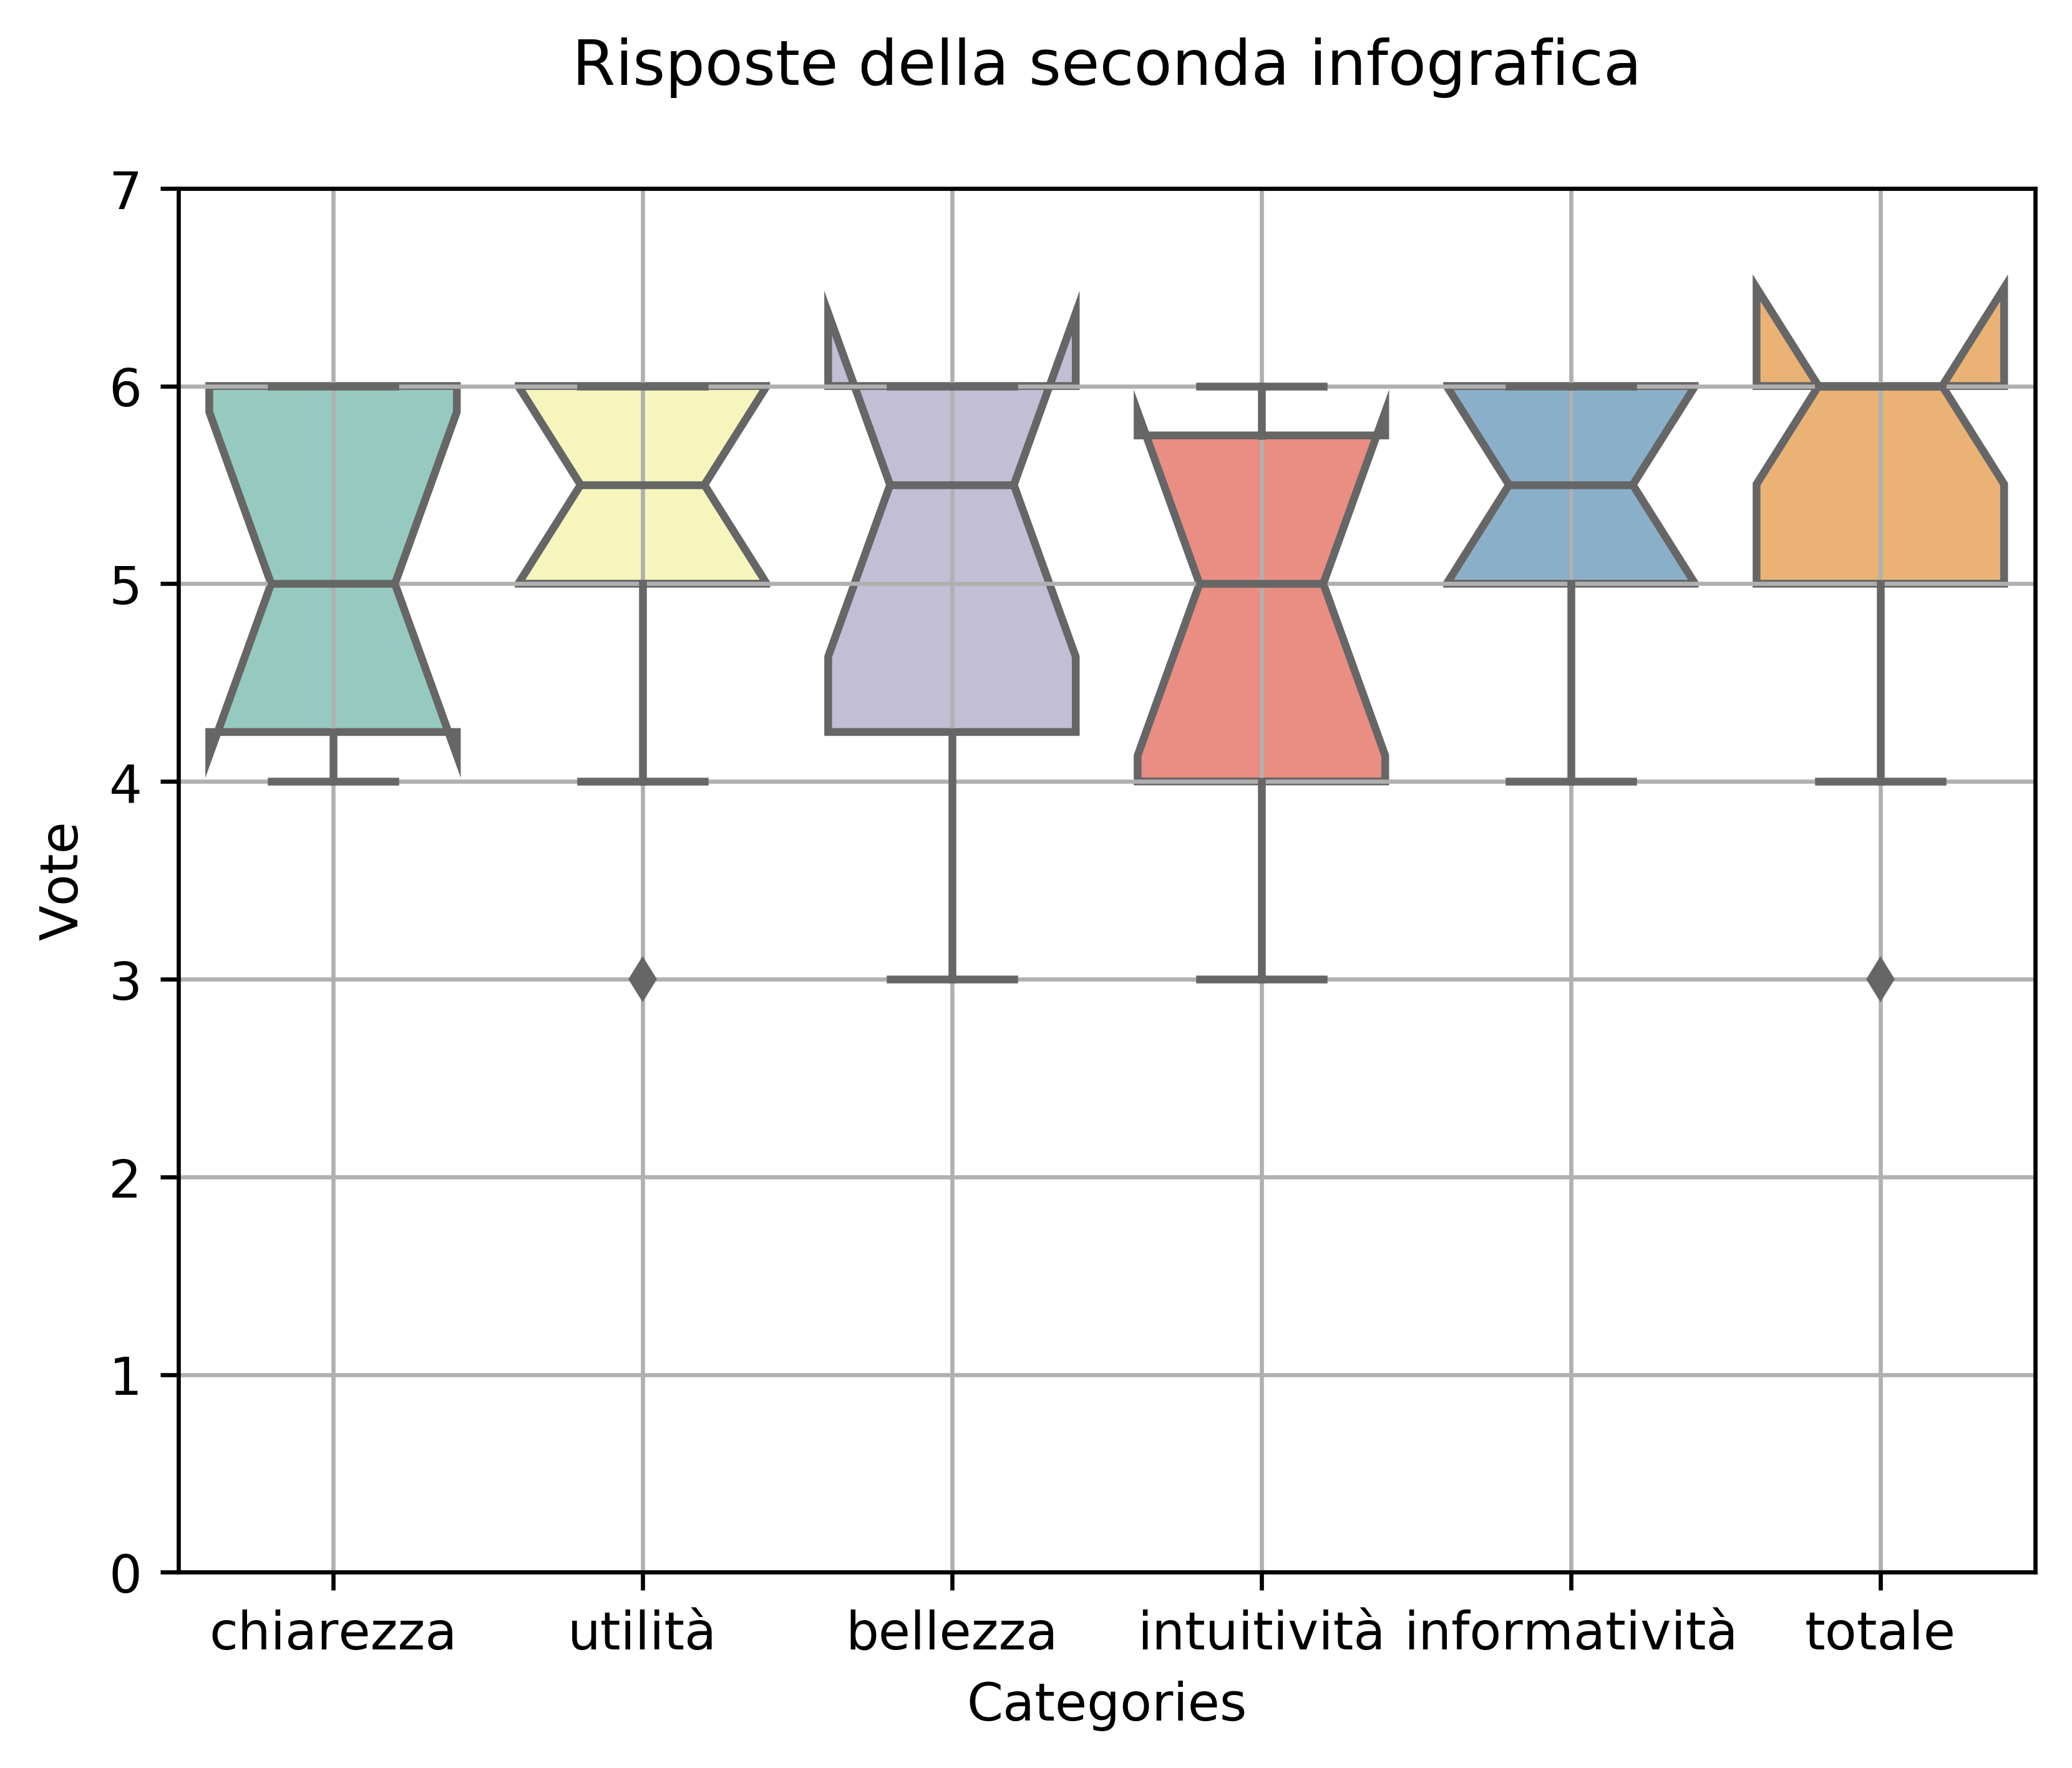 Risposte della seconda infografica
7
6
5
4
3
2
1
0
Vote
chiarezza utilità bellezza intuitività informatività totale
Categories